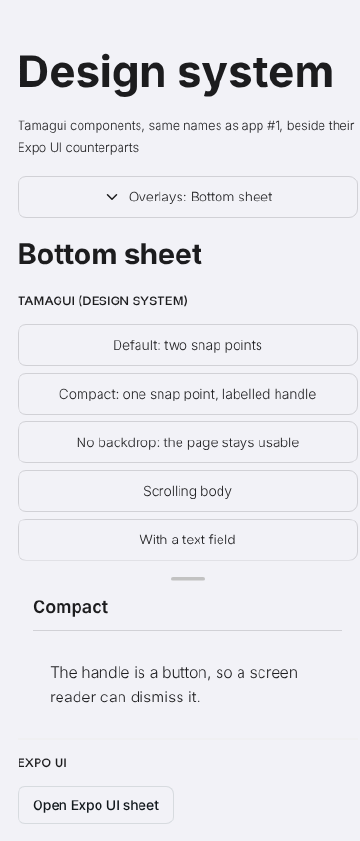 Design system
Tamagui components, same names as app #1, beside their
Expo UI counterparts
Overlays: Bottom sheet
Bottom sheet
TAMAGUI (DESIGN SYSTEM)
Default: two snap points
Compact: one snap point, labelled handle
No backdrop: the page stays usable
Scrolling body
With a text field
Compact
The handle is a button, so a screen
reader can dismiss it.
EXPO UI
Open Expo UI sheet